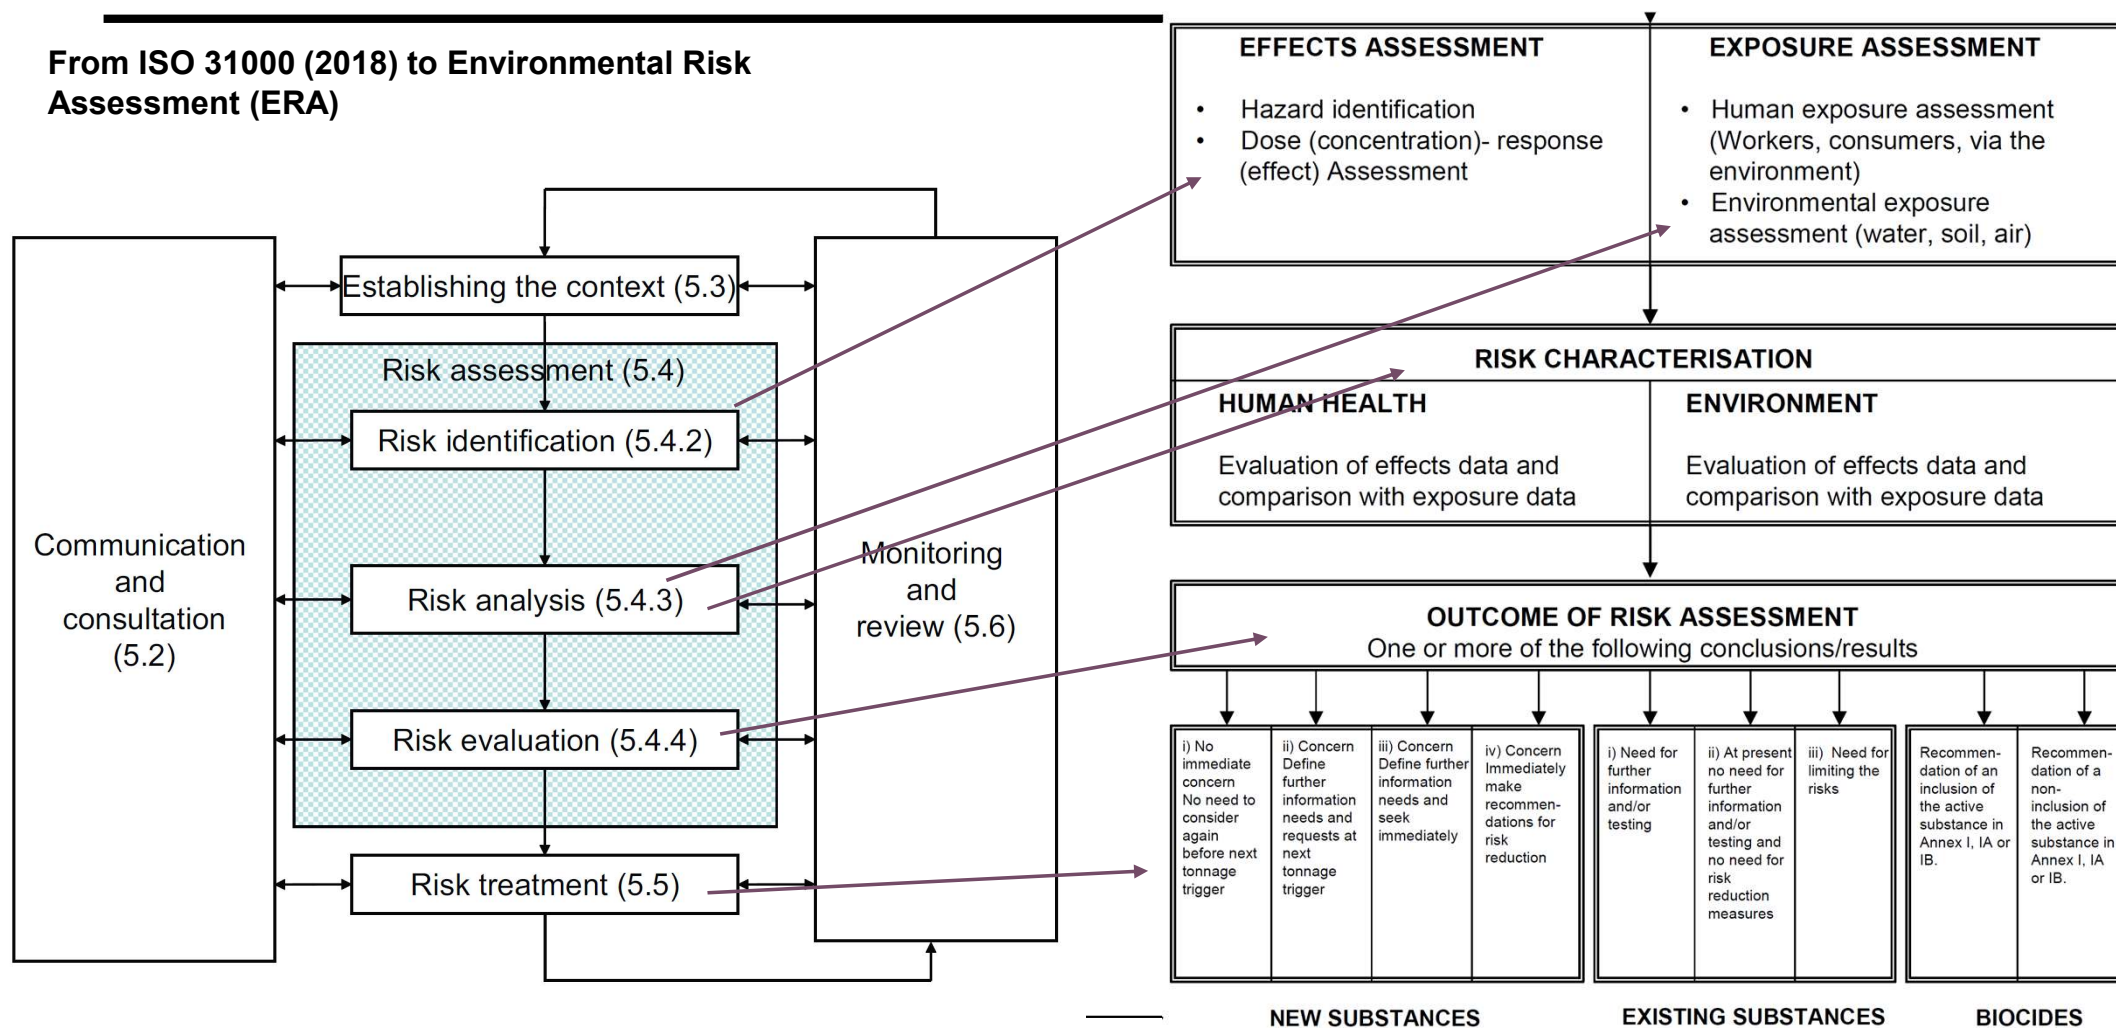 From ISO 31000 (2018) to Environmental Risk
Assessment (ERA)
Communication
and
consultation
(5.2)
Establishing the context (5.3)
Risk assessment (5.4)
Risk identification (5.4.2)
Risk analysis (5.4.3)
Risk evaluation (5.4.4)
Risk treatment (5.5)
Monitoring
and
review (5.6)
EFFECTS ASSESSMENT
• Hazard identification
• Dose (concentration)- response
(effect) Assessment
EXPOSURE ASSESSMENT
• Human exposure assessment
(Workers, consumers, via the
environment)
• Environmental exposure
assessment (water, soil, air)
RISK CHARACTERISATION
HUMAN HEALTH
Evaluation of effects data and
comparison with exposure data
ENVIRONMENT
Evaluation of effects data and
comparison with exposure data
OUTCOME OF RISK ASSESSMENT
One or more of the following conclusions/results
i) No
immediate
concern
No need to
consider
again
before next
tonnage
trigger
ii) Concern
Define
further
information
needs and
requests at
next
tonnage
trigger
iii) Concern
Define further
information
needs and
seek
immediately
iv) Concern
Immediately
make
recommen-
dations for
risk
reduction
i) Need for
further
information
and/or
testing
ii) At present
no need for
further
information
and/or
testing and
no need for
risk
reduction
measures
iii) Need for
limiting the
risks
Recommen-
dation of an
inclusion of
the active
substance in
Annex I, IA or
IB.
Recommen-
dation of a
non-
inclusion of
the active
substance in
Annex I, IA
or IB.
NEW SUBSTANCES
EXISTING SUBSTANCES
BIOCIDES